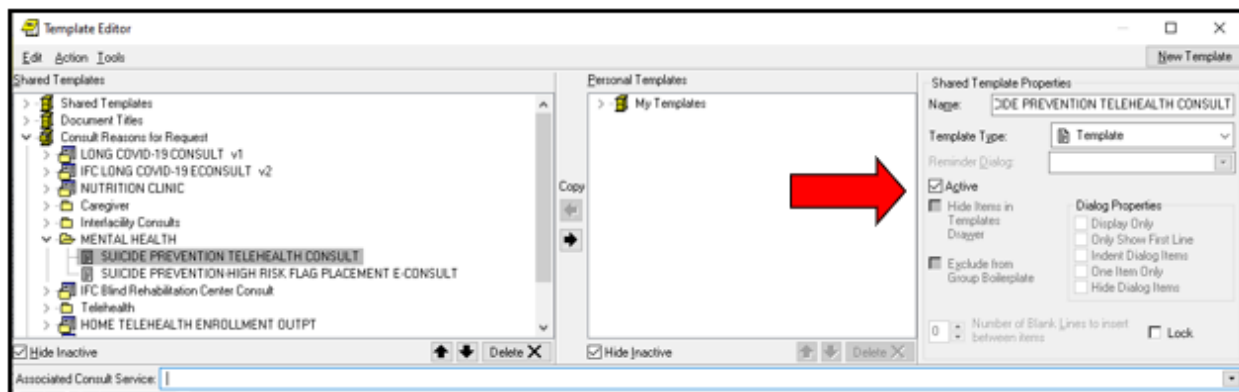 Template Editor
Edit Action Tools
New Template
Shared Templates
Shared Templates
Document Titles
Consult Reasons for Request
LONG COVID-19 CONSULT v1
IFC LONG COVID-19 ECONSULT v2
NUTRITION CLINIC
Caregiver
Interfacility Consults
MENTAL HEALTH
SUICIDE PREVENTION TELEHEALTH CONSULT
SUICIDE PREVENTION-HIGH RISK FLAG PLACEMENT E-CONSULT
IFC Blind Rehabilitation Center Consult
Telehealth
HOME TELEHEALTH ENROLLMENT OUTPT
Hide Inactive
Delete
Copy
Personal Templates
My Templates
Hide Inactive
Delete
Shared Template Properties
Name: CIDE PREVENTION TELEHEALTH CONSULT
Template Type: Template
Reminder Dialog:
Active
Hide Items in
Templates
Drawer
Exclude from
Group Boilerplate
Dialog Properties
Display Only
Only Show First Line
Indent Dialog Items
One Item Only
Hide Dialog Items
0 Number of Blank Lines to insert
between items
Lock
Associated Consult Service: